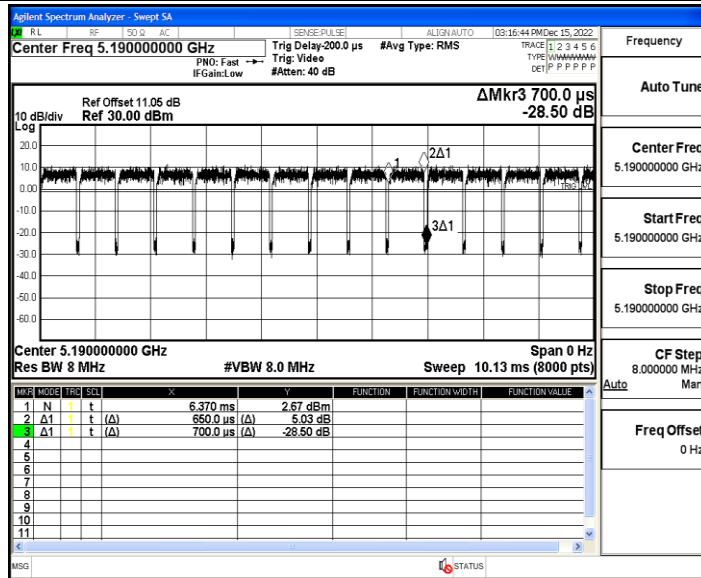 Agilent Spectrum Analyzer - Swept SA
RL RF 50 Ω AC SENSE:PULSE ALIGN AUTO 03:16:44 PM Dec 15, 2022
Center Freq 5.190000000 GHz
PNO: Fast
IFGain:Low
Trig Delay-200.0 µs
Trig: Video
#Atten: 40 dB
#Avg Type: RMS
TRACE 1 2 3 4 5 6
TYPE WWWWWW
DET P P P P P P
ΔMkr3 700.0 µs
-28.50 dB
Ref Offset 11.05 dB
10 dB/div Ref 30.00 dBm
Log
20.0
10.0
0.00
-10.0
-20.0
-30.0
-40.0
-50.0
-60.0
1
2Δ1
3Δ1
TRIG LVL
Center 5.190000000 GHz Span 0 Hz
Res BW 8 MHz #VBW 8.0 MHz Sweep 10.13 ms (8000 pts)
MKR MODE TRC SCL X Y FUNCTION FUNCTION WIDTH FUNCTION VALUE
1 N 1 t 6.370 ms 2.67 dBm
2 Δ1 1 t (Δ) 650.0 µs (Δ) 5.03 dB
3 Δ1 1 t (Δ) 700.0 µs (Δ) -28.50 dB
4
5
6
7
8
9
10
11
MSG STATUS
Frequency
Auto Tune
Center Freq
5.190000000 GHz
Start Freq
5.190000000 GHz
Stop Freq
5.190000000 GHz
CF Step
8.000000 MHz
Auto Man
Freq Offset
0 Hz